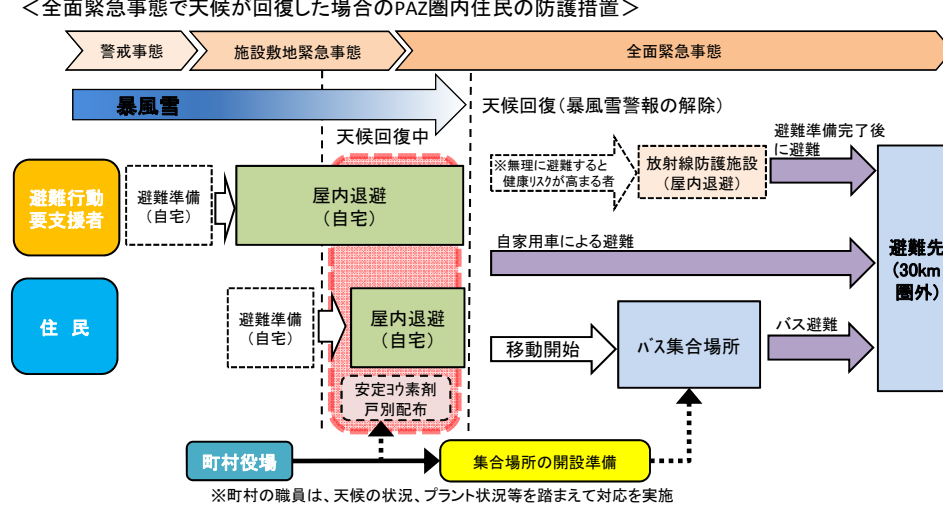 ＜全面緊急事態で天候が回復した場合のPAZ圏内住民の防護措置＞
警戒事態
施設敷地緊急事態
全面緊急事態
暴風雪
天候回復（暴風雪警報の解除）
天候回復中
避難行動
要支援者
避難準備
（自宅）
屋内退避
（自宅）
※無理に避難すると
健康リスクが高まる者
放射線防護施設
（屋内退避）
避難準備完了後
に避難
自家用車による避難
避難先
（30km
圏外）
住 民
避難準備
（自宅）
屋内退避
（自宅）
移動開始
ﾊﾞｽ集合場所
バス避難
安定ﾖｳ素剤
戸別配布
町村役場
集合場所の開設準備
※町村の職員は、天候の状況、プラント状況等を踏まえて対応を実施